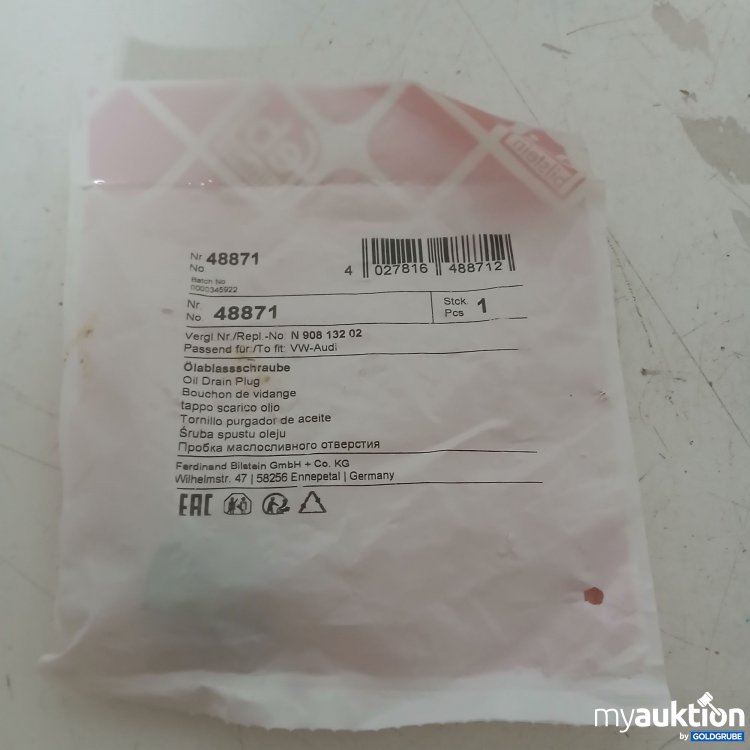 febi
bilstein
Nr. 48871
No.
Batch No
0000345922
4 027816 488712
Nr. 48871
No.
Stck. 1
Pcs
Vergl.Nr./Repl.-No. N 908 132 02
Passend für/To fit: VW-Audi
Ölablassschraube
Oil Drain Plug
Bouchon de vidange
tappo scarico olio
Tornillo purgador de aceite
Śruba spustu oleju
Пробка маслосливного отверстия
Ferdinand Bilstein GmbH + Co. KG
Wilhelmstr. 47 | 58256 Ennepetal | Germany
EAC
myauktion
by GOLDGRUBE